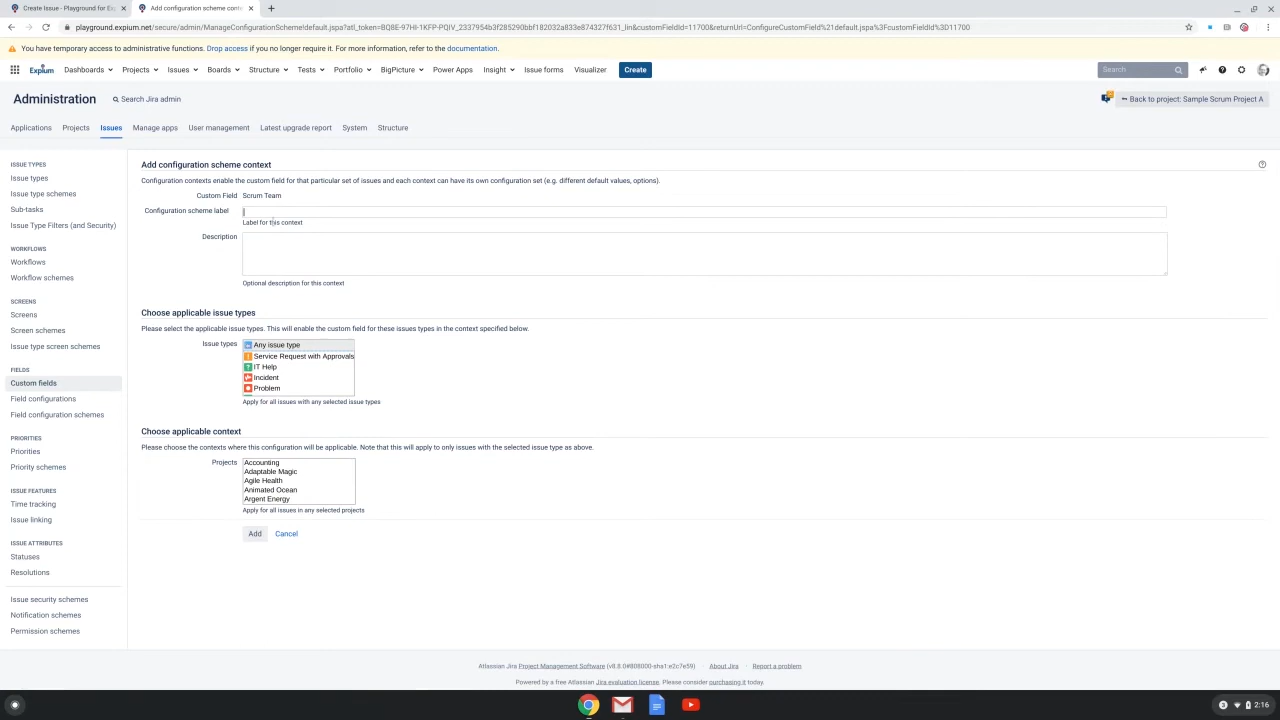 Create Issue - Playground for Exp
Add configuration scheme conte
playground.expium.net/secure/admin/ManageConfigurationScheme!default.jspa?atl_token=BQ8E-97HI-1KFP-PQIV_2337954b3f285290bbf182032a833e874327f631_lin&customFieldId=11700&returnUrl=ConfigureCustomField%21default.jspa%3FcustomFieldId%3D11700
You have temporary access to administrative functions. Drop access if you no longer require it. For more information, refer to the documentation.
Expium Dashboards Projects Issues Boards Structure Tests Portfolio BigPicture Power Apps Insight Issue forms Visualizer Create Search
Administration Search Jira admin Back to project: Sample Scrum Project A
Applications Projects Issues Manage apps User management Latest upgrade report System Structure
ISSUE TYPES
Issue types
Issue type schemes
Sub-tasks
Issue Type Filters (and Security)
WORKFLOWS
Workflows
Workflow schemes
SCREENS
Screens
Screen schemes
Issue type screen schemes
FIELDS
Custom fields
Field configurations
Field configuration schemes
PRIORITIES
Priorities
Priority schemes
ISSUE FEATURES
Time tracking
Issue linking
ISSUE ATTRIBUTES
Statuses
Resolutions
Issue security schemes
Notification schemes
Permission schemes
Add configuration scheme context
Configuration contexts enable the custom field for that particular set of issues and each context can have its own configuration set (e.g. different default values, options).
Custom Field Scrum Team
Configuration scheme label
Label for this context
Description
Optional description for this context
Choose applicable issue types
Please select the applicable issue types. This will enable the custom field for these issues types in the context specified below.
Issue types Any issue type
Service Request with Approvals
IT Help
Incident
Problem
Apply for all issues with any selected issue types
Choose applicable context
Please choose the contexts where this configuration will be applicable. Note that this will apply to only issues with the selected issue type as above.
Projects Accounting
Adaptable Magic
Agile Health
Animated Ocean
Argent Energy
Apply for all issues in any selected projects
Add Cancel
Atlassian Jira Project Management Software (v8.8.0#808000-sha1:e2c7e59) · About Jira · Report a problem
Powered by a free Atlassian Jira evaluation license. Please consider purchasing it today.
3 2:16